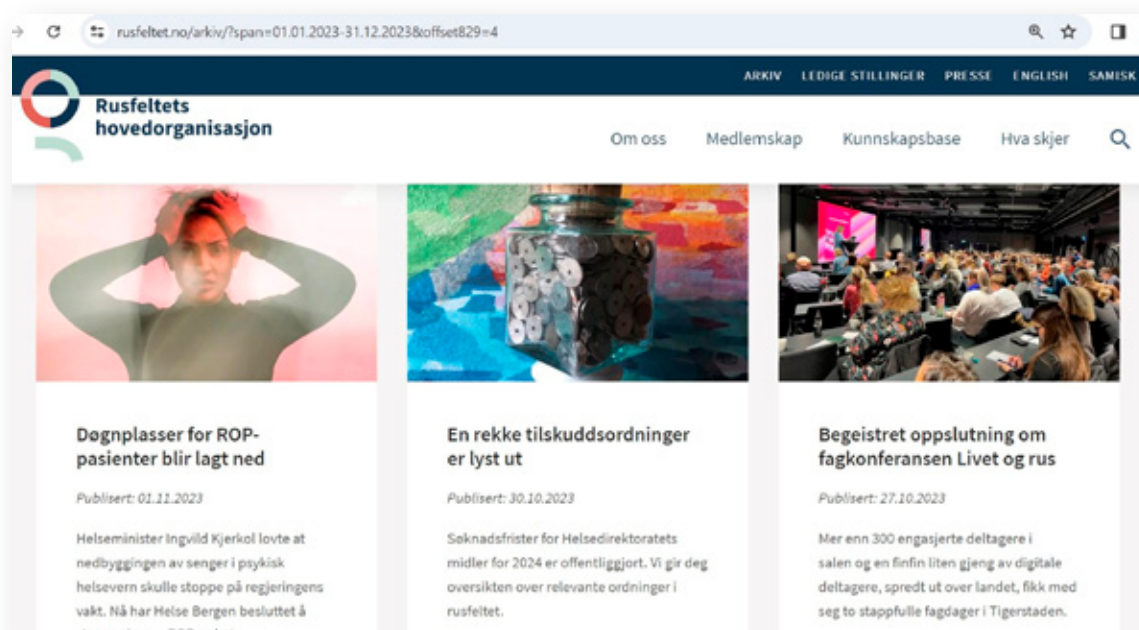 rusfeltet.no/arkiv/?span=01.01.2023-31.12.2023&offset829=4
ARKIV LEDIGE STILLINGER PRESSE ENGLISH SAMISK
Rusfeltets
hovedorganisasjon
Om oss Medlemskap Kunnskapsbase Hva skjer
Døgnplasser for ROP-
pasienter blir lagt ned
Publisert: 01.11.2023
Helseminister Ingvild Kjerkol lovte at
nedbyggingen av senger i psykisk
helsevern skulle stoppe på regjeringens
vakt. Nå har Helse Bergen besluttet å
En rekke tilskuddsordninger
er lyst ut
Publisert: 30.10.2023
Søknadsfrister for Helsedirektoratets
midler for 2024 er offentliggjort. Vi gir deg
oversikten over relevante ordninger i
rusfeltet.
Begeistret oppslutning om
fagkonferansen Livet og rus
Publisert: 27.10.2023
Mer enn 300 engasjerte deltagere i
salen og en finfin liten gjeng av digitale
deltagere, spredt ut over landet, fikk med
seg to stappfulle fagdager i Tigerstaden.